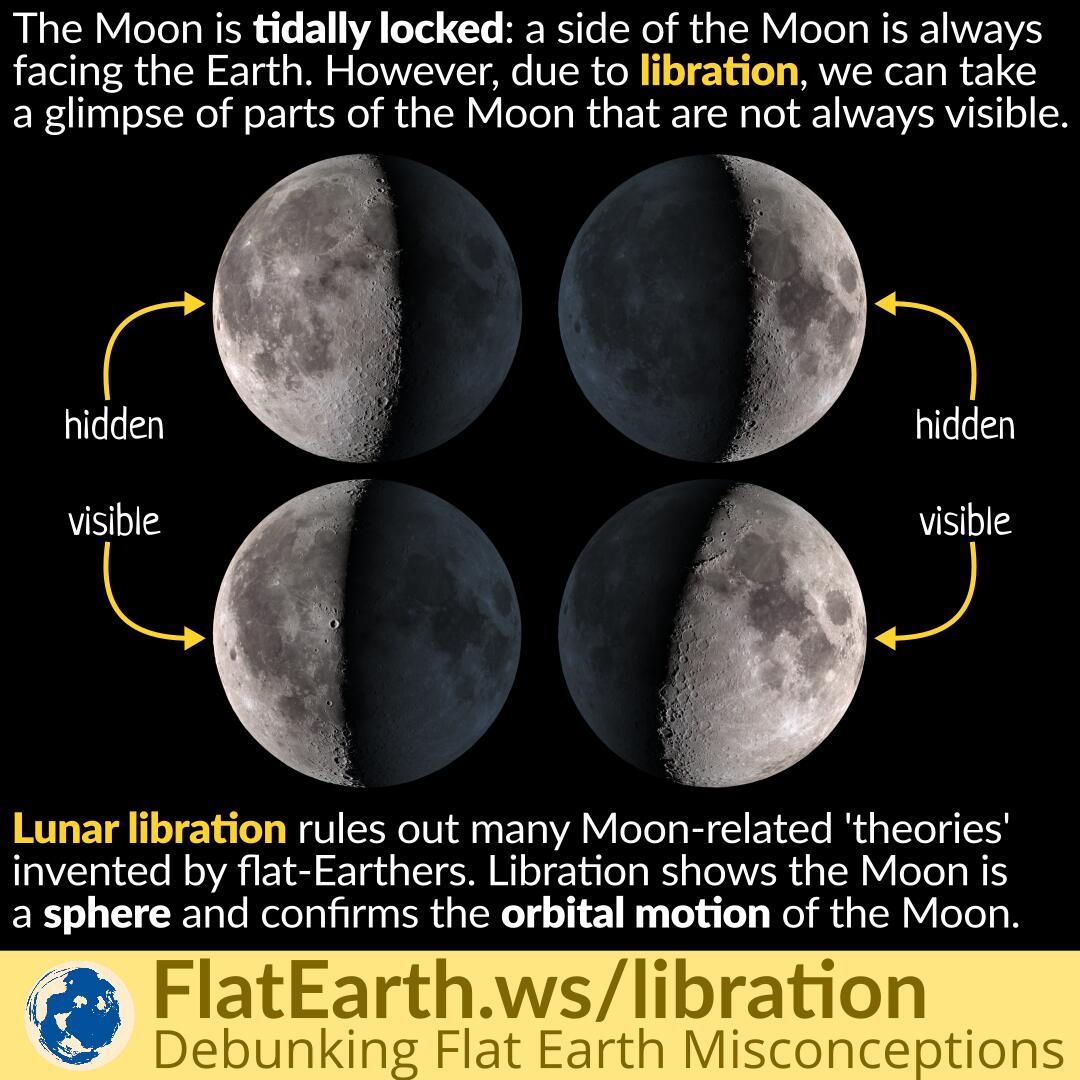 The Moon is tidally locked: a side of the Moon is always
facing the Earth. However, due to libration, we can take
a glimpse of parts of the Moon that are not always visible.
hidden
hidden
visible
visible
Lunar libration rules out many Moon-related 'theories'
invented by flat-Earthers. Libration shows the Moon is
a sphere and confirms the orbital motion of the Moon.
FlatEarth.ws/libration
Debunking Flat Earth Misconceptions